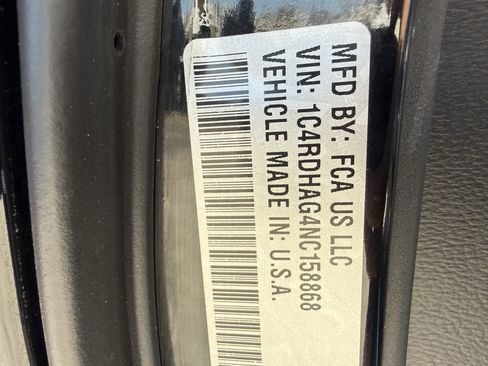 MFD BY: FCA US LLC
VIN: 1C4RDHAG4NC158868
VEHICLE MADE IN: U.S.A.